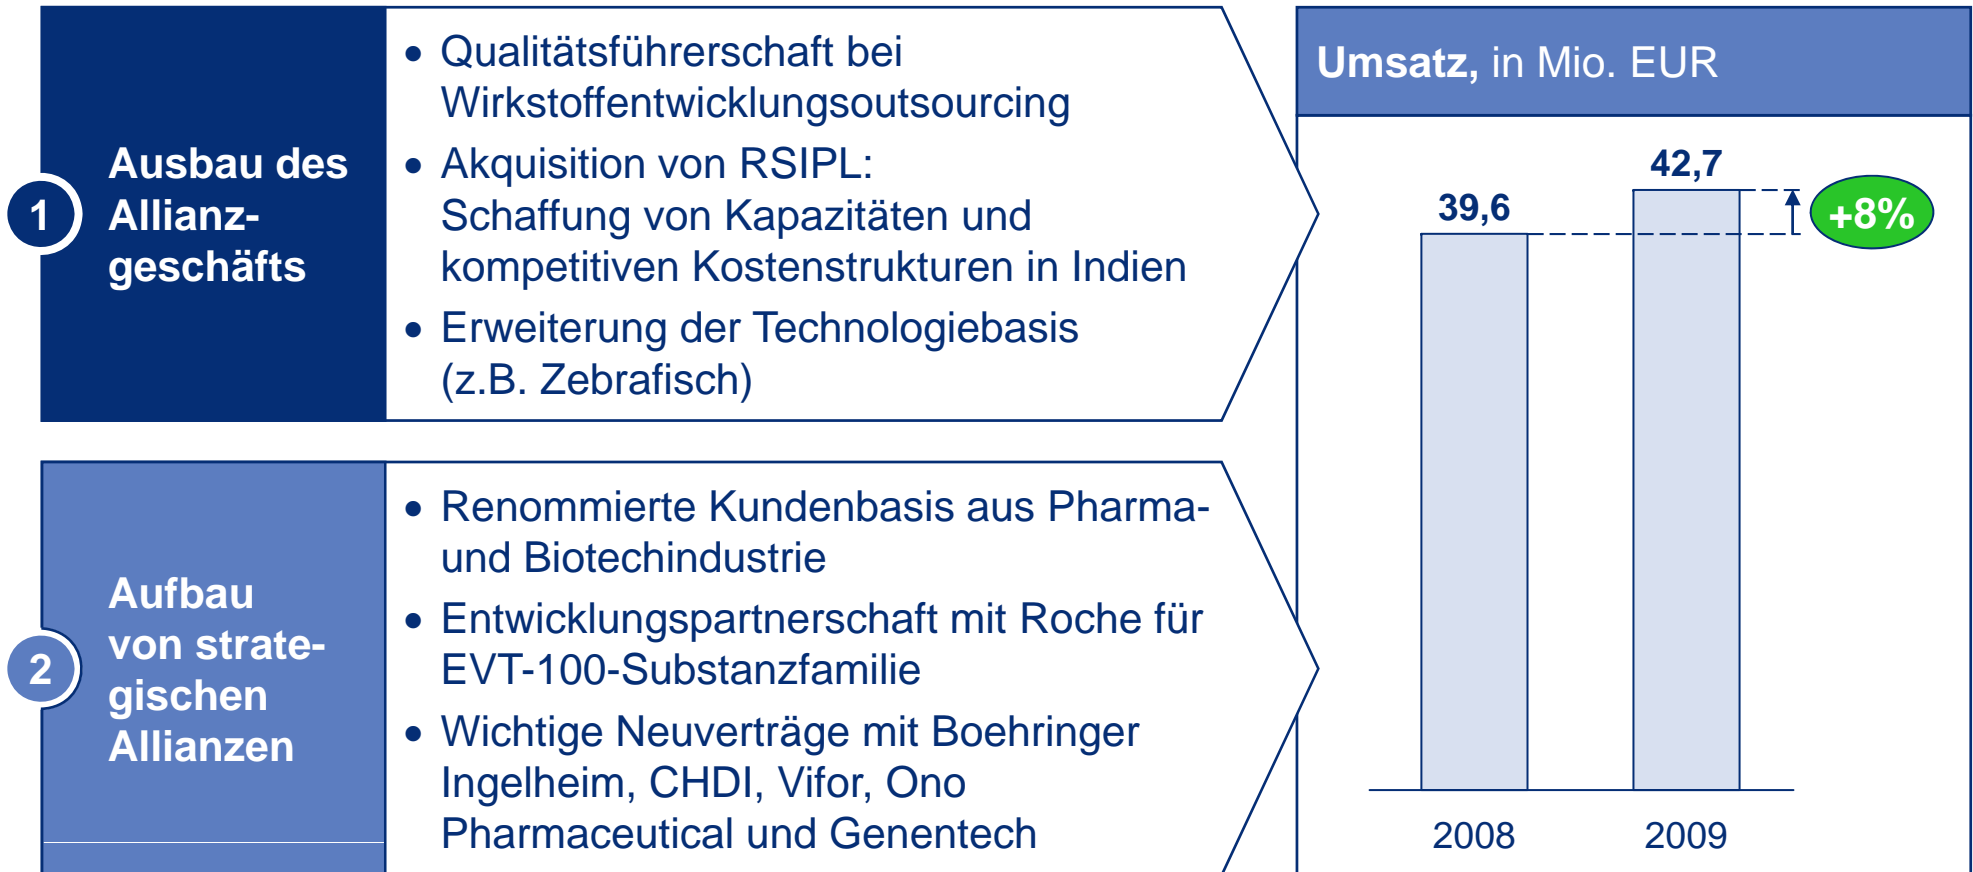 1
Ausbau des
Allianz-
geschäfts
• Qualitätsführerschaft bei
Wirkstoffentwicklungsoutsourcing
• Akquisition von RSIPL:
Schaffung von Kapazitäten und
kompetitiven Kostenstrukturen in Indien
• Erweiterung der Technologiebasis
(z.B. Zebrafisch)
2
Aufbau
von strate-
gischen
Allianzen
• Renommierte Kundenbasis aus Pharma-
und Biotechindustrie
• Entwicklungspartnerschaft mit Roche für
EVT-100-Substanzfamilie
• Wichtige Neuverträge mit Boehringer
Ingelheim, CHDI, Vifor, Ono
Pharmaceutical und Genentech
Umsatz, in Mio. EUR
39,6
42,7
+8%
2008
2009